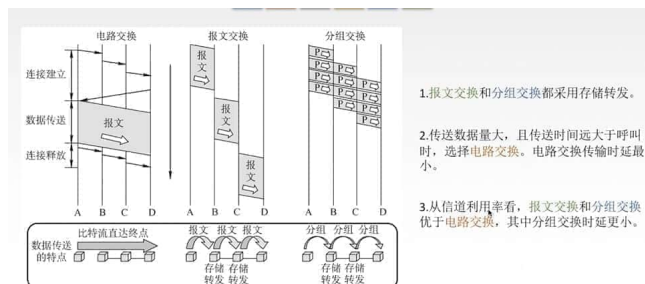 电路交换
报文交换
分组交换
连接建立
数据传送
连接释放
报文
报文
报文
报文
P
P
P
P
P
P
P
P
P
P
P
P
A B C D
A B C D
A B C D
数据传送的特点
比特流直达终点
报文 报文 报文
存储转发 存储转发
分组 分组 分组
存储转发 存储转发
1.报文交换和分组交换都采用存储转发。
2.传送数据量大，且传送时间远大于呼叫
时，选择电路交换。电路交换传输时延最
小。
3.从信道利用率看，报文交换和分组交换
优于电路交换，其中分组交换时延更小。